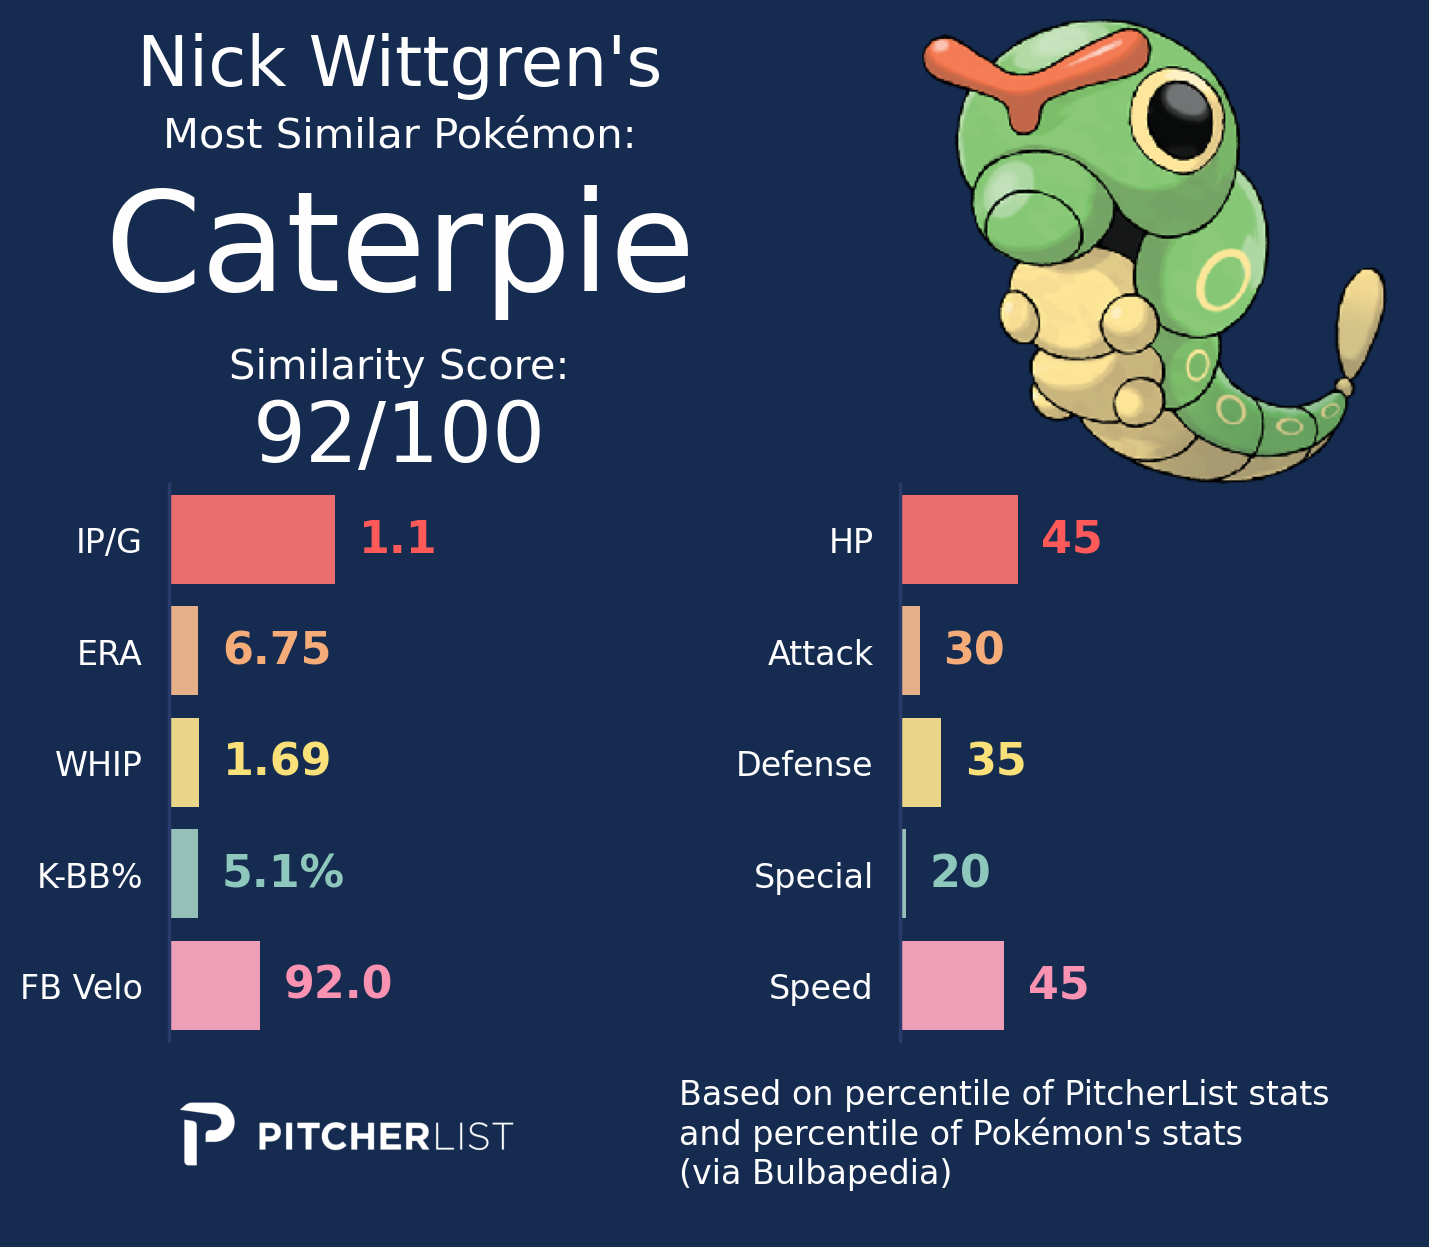 Nick Wittgren's
Most Similar Pokémon:
Caterpie
Similarity Score:
92/100
IP/G 1.1
ERA 6.75
WHIP 1.69
K-BB% 5.1%
FB Velo 92.0
HP 45
Attack 30
Defense 35
Special 20
Speed 45
PITCHERLIST
Based on percentile of PitcherList stats
and percentile of Pokémon's stats
(via Bulbapedia)